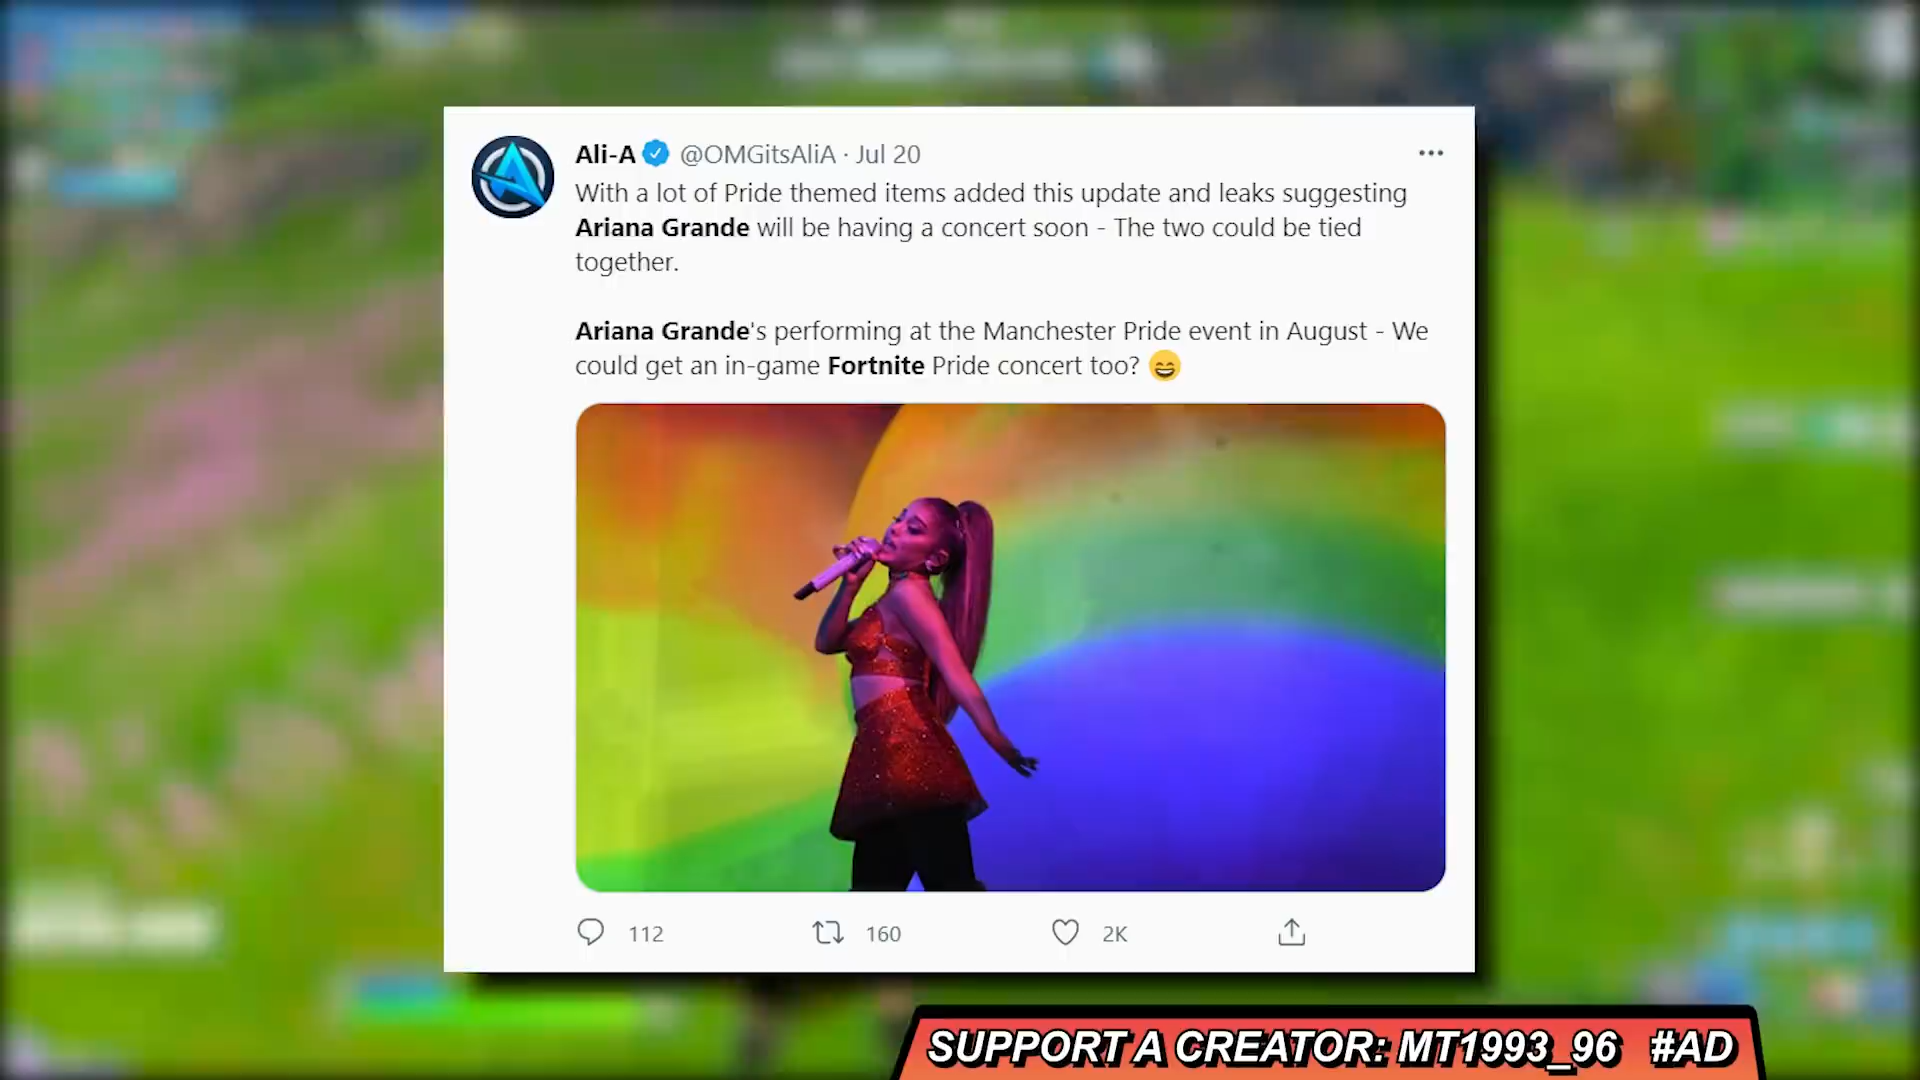 Ali-A @OMGitsAliA · Jul 20
With a lot of Pride themed items added this update and leaks suggesting
Ariana Grande will be having a concert soon - The two could be tied
together.
Ariana Grande's performing at the Manchester Pride event in August - We
could get an in-game Fortnite Pride concert too? 😄
112 160 2K
SUPPORT A CREATOR: MT1993_96 #AD